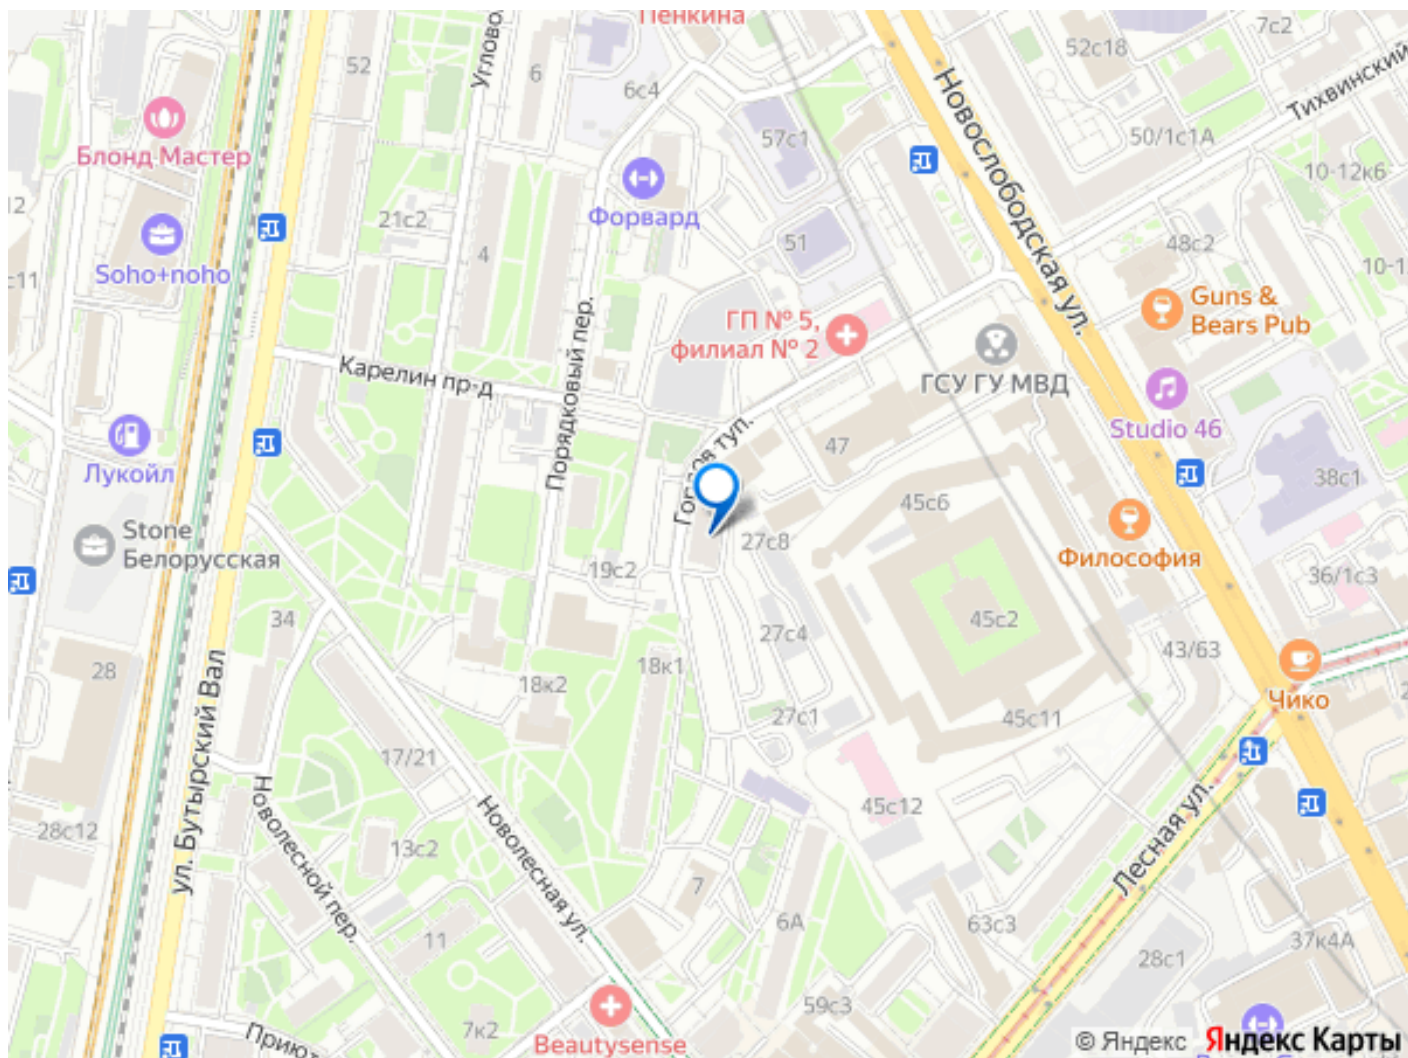 Пенкина
7с2
52с18
Углово
52
6
6с4
Тихвинский
Новослободская ул.
57с1
50/1с1А
Блонд Мастер
10-12к6
12
21с2
Форвард
51
48с2
4
Soho+noho
с11
10-1
Guns &
Bears Pub
Порядковый пер.
ГП № 5,
филиал № 2
Карелин пр-д
ГСУ ГУ МВД
Studio 46
туп.
47
Лукойл
38с1
45с6
Stone
Белорусская
27с8
Философия
19с2
36/1с3
34
45с2
27с4
43/63
28
18к1
18к2
Чико
27с1
45с11
ул. Бутырский Вал
17/21
Новолесной пер.
Новолесная ул.
45с12
Лесная ул.
28с12
13с2
7
6А
63с3
11
37к4А
28с1
59с3
7к2
Приют
Beautysense
© Яндекс
Яндекс Карты